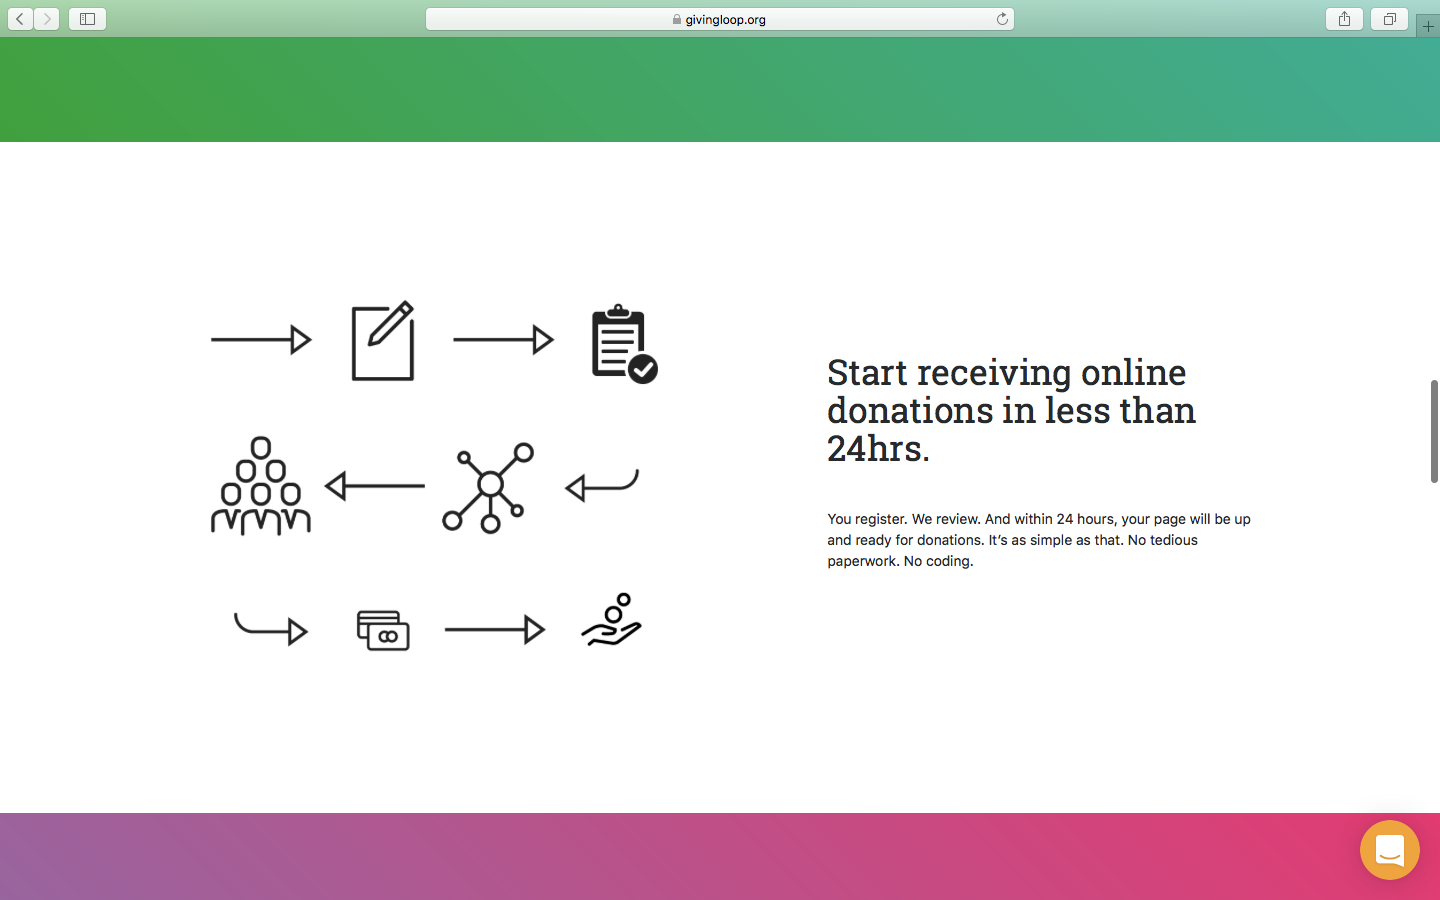 givingloop.org
Start receiving online
donations in less than
24hrs.
You register. We review. And within 24 hours, your page will be up
and ready for donations. It’s as simple as that. No tedious
paperwork. No coding.